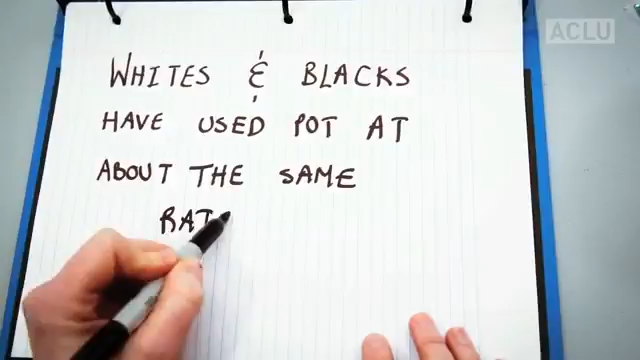 ACLU
WHITES & BLACKS
HAVE USED POT AT
ABOUT THE SAME
RAT